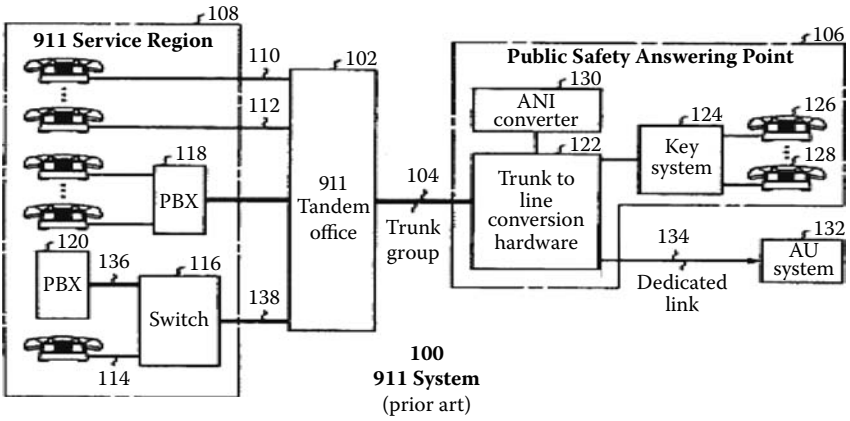 108
911 Service Region
110
112
118
PBX
120
PBX
136
116
Switch
114
138
102
911
Tandem
office
104
Trunk
group
106
Public Safety Answering Point
130
ANI
converter
122
Trunk to
line
conversion
hardware
124
Key
system
126
128
134
Dedicated
link
132
AU
system
100
911 System
(prior art)